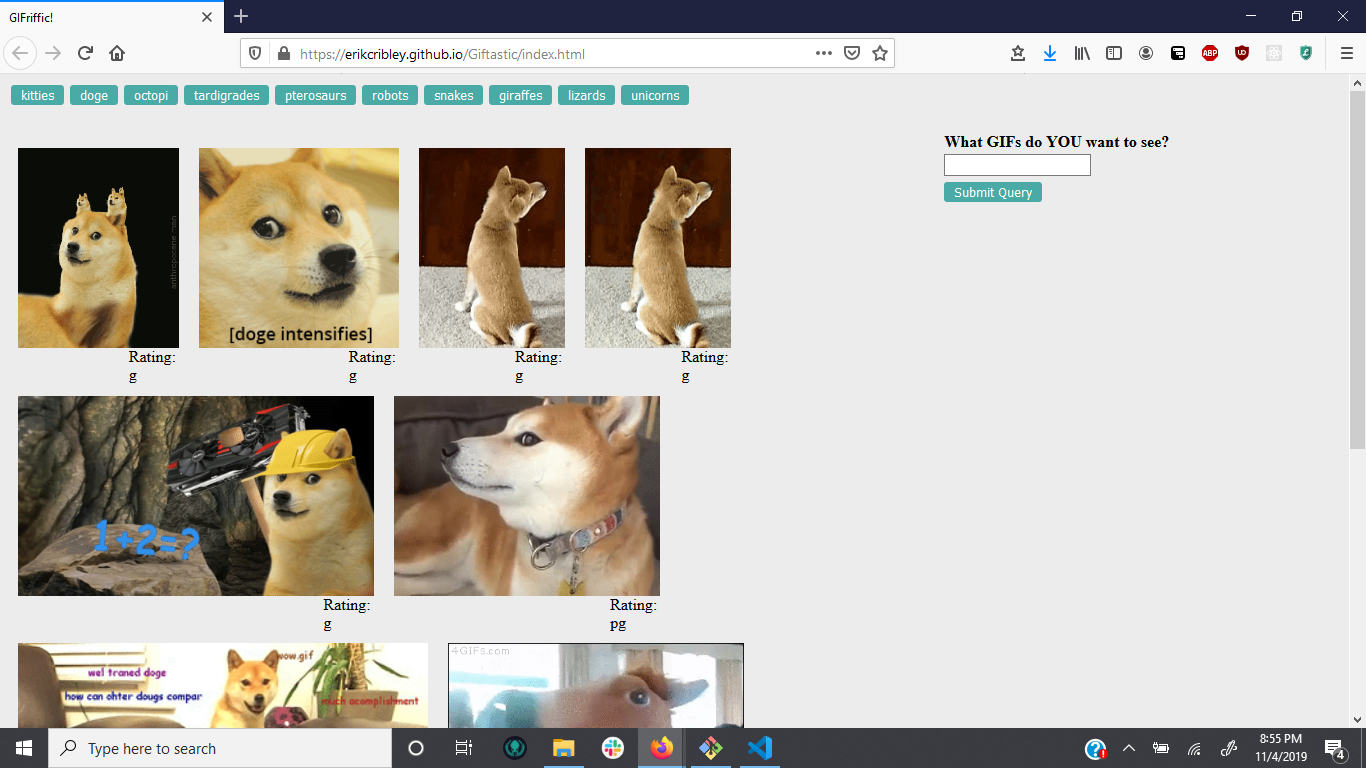 GIFriffic!
https://erikcribley.github.io/Giftastic/index.html
ABP
kitties doge octopi tardigrades pterosaurs robots snakes giraffes lizards unicorns
What GIFs do YOU want to see?
Submit Query
anthropocene man
[doge intensifies]
Rating:
g
Rating:
g
Rating:
g
Rating:
g
1+2=?
Rating:
g
Rating:
pg
wow.gif
wel traned doge
how can ohter dougs compar
much acomplishment
4GIFs.com
Type here to search
8:55 PM
11/4/2019
4